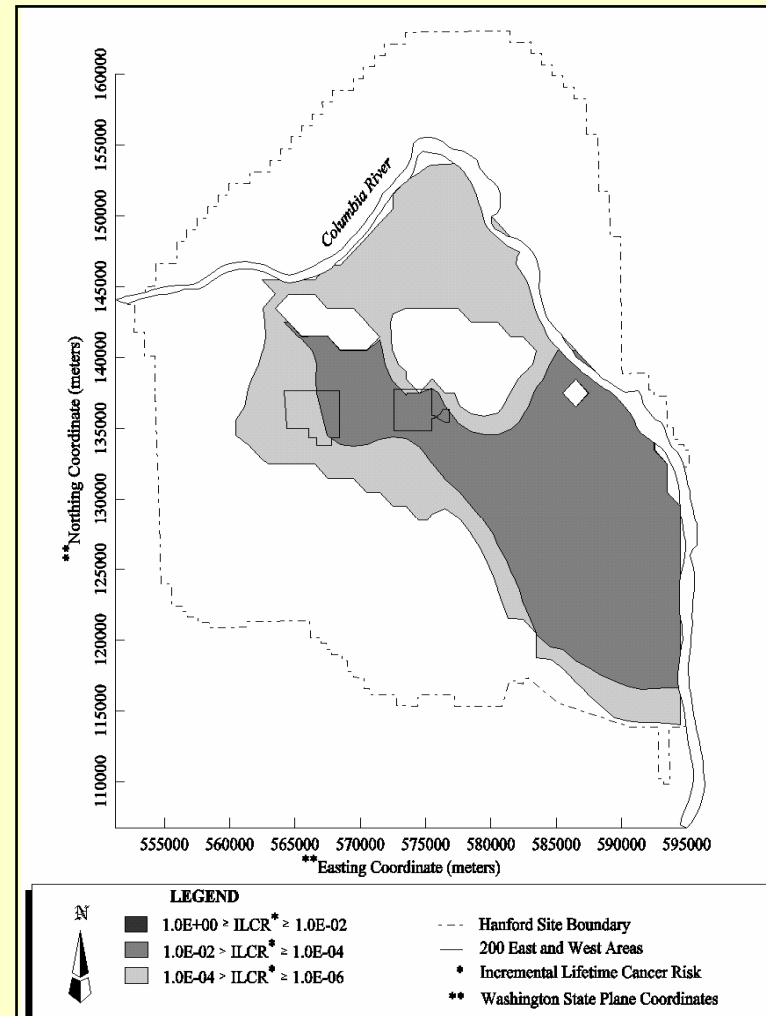 Columbia River
**Northing Coordinate (meters)
160000
155000
150000
145000
140000
135000
130000
125000
120000
115000
110000
555000 560000 565000 570000 575000 580000 585000 590000 595000
**Easting Coordinate (meters)
LEGEND
N
1.0E+00 > ILCR* ≥ 1.0E-02
1.0E-02 > ILCR* ≥ 1.0E-04
1.0E-04 > ILCR* ≥ 1.0E-06
Hanford Site Boundary
200 East and West Areas
* Incremental Lifetime Cancer Risk
** Washington State Plane Coordinates